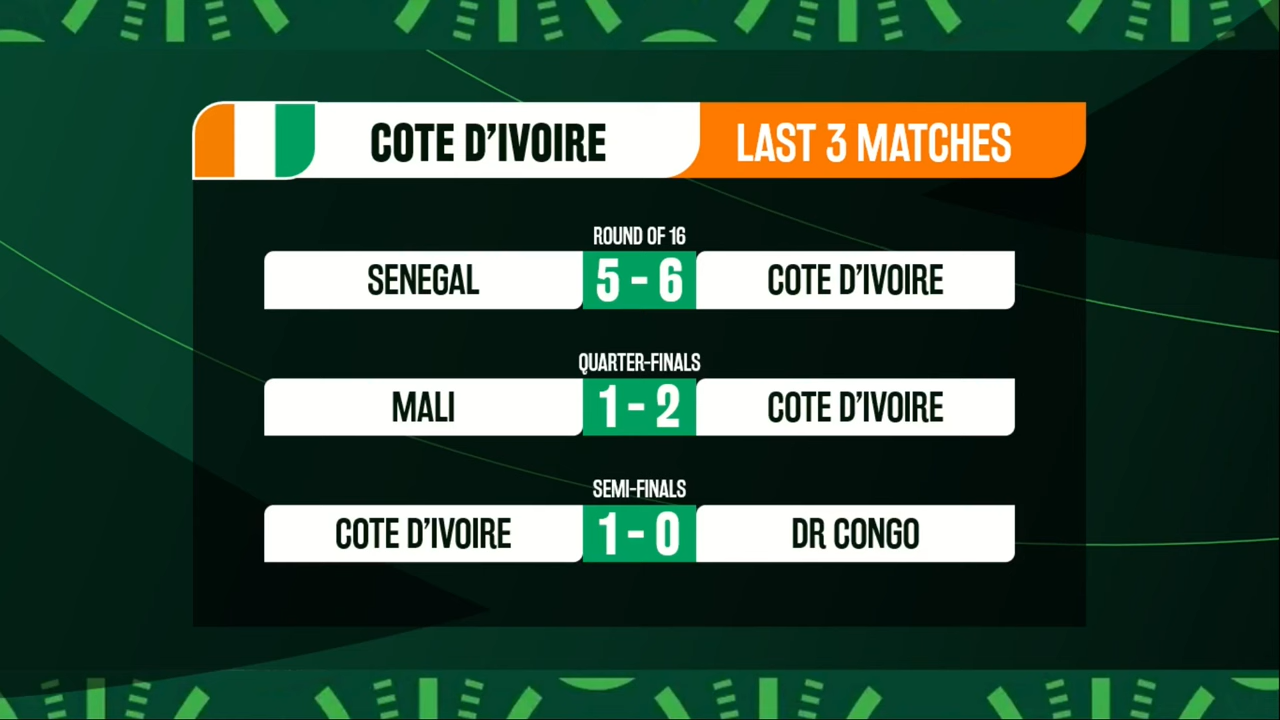 COTE D'IVOIRE LAST 3 MATCHES
ROUND OF 16
SENEGAL 5 - 6 COTE D'IVOIRE
QUARTER-FINALS
MALI 1 - 2 COTE D'IVOIRE
SEMI-FINALS
COTE D'IVOIRE 1 - 0 DR CONGO